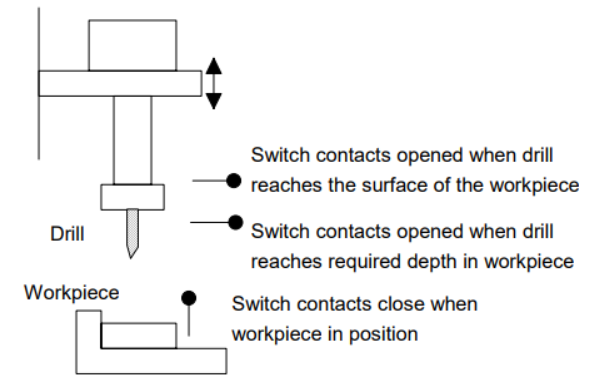 Switch contacts opened when drill
reaches the surface of the workpiece
Drill
Switch contacts opened when drill
reaches required depth in workpiece
Workpiece
Switch contacts close when
workpiece in position